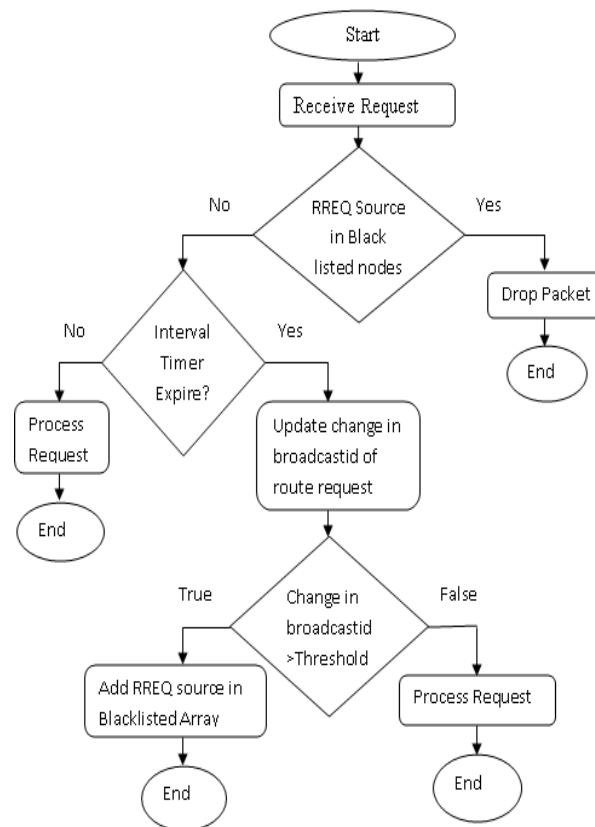 Start
Receive Request
No
RREQ Source
in Black
listed nodes
Yes
Drop Packet
End
No
Interval
Timer
Expire?
Yes
Process
Request
End
Update change in
broadcastid of
route request
True
Change in
broadcastid
>Threshold
False
Add RREQ source in
Blacklisted Array
End
Process Request
End